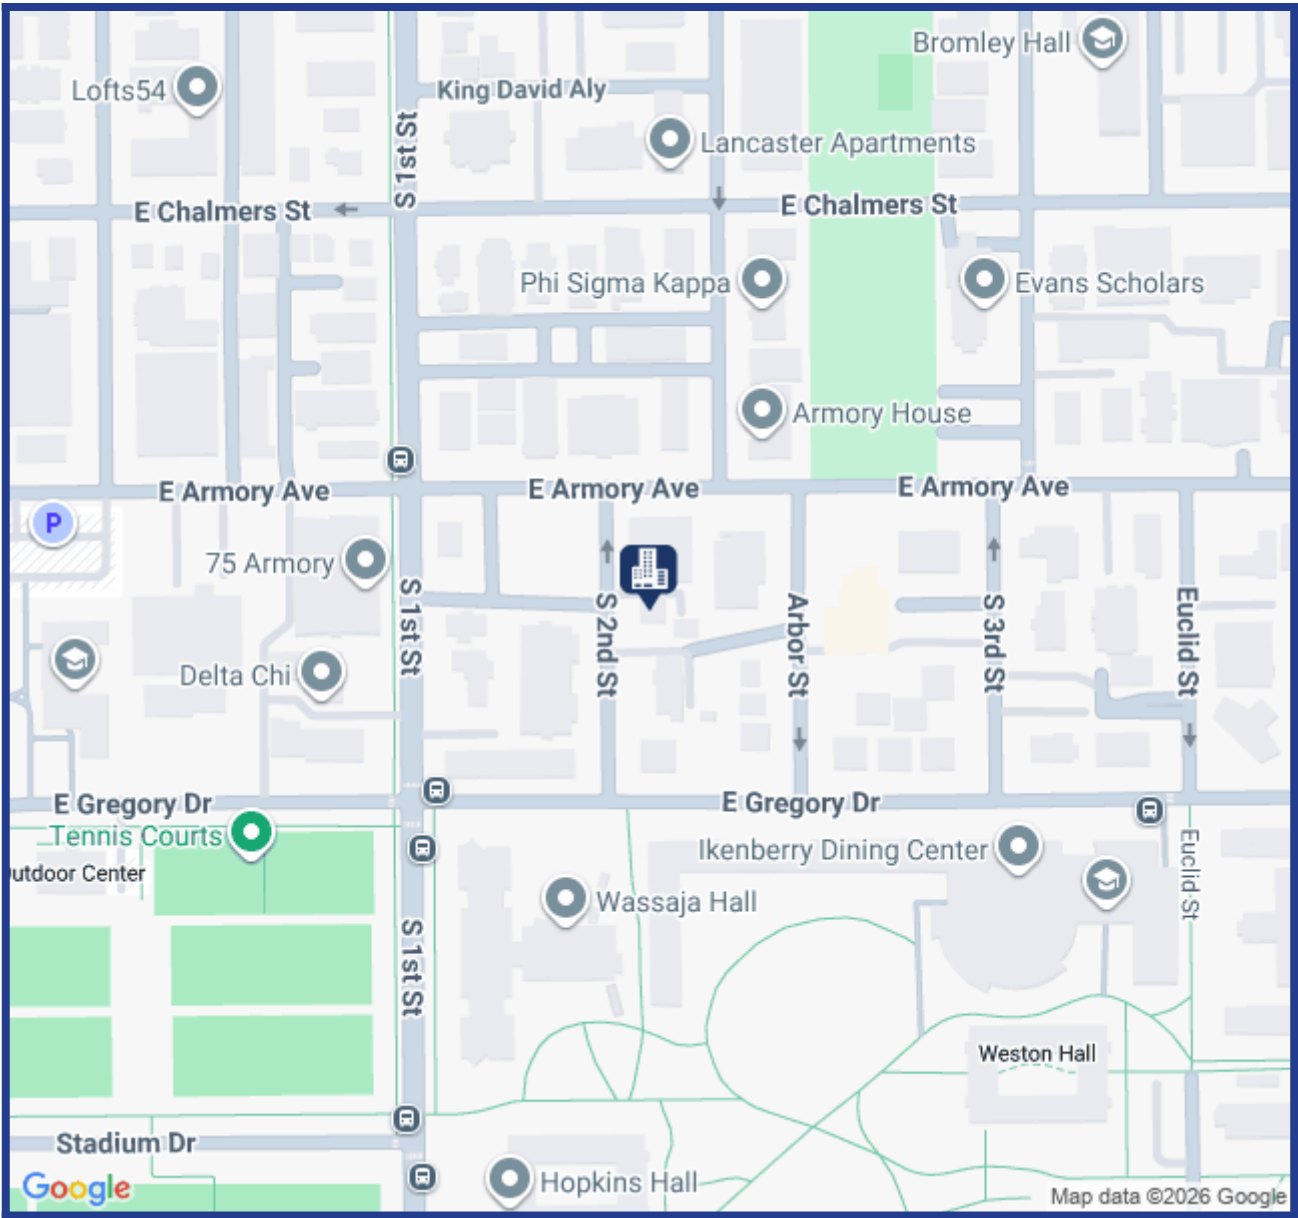 Bromley Hall
Lofts54
King David Aly
S 1st St
Lancaster Apartments
E Chalmers St
E Chalmers St
Phi Sigma Kappa
Evans Scholars
Armory House
E Armory Ave
E Armory Ave
E Armory Ave
P
75 Armory
S 1st St
S 2nd St
Arbor St
S 3rd St
Euclid St
Delta Chi
E Gregory Dr
E Gregory Dr
Tennis Courts
utdoor Center
Ikenberry Dining Center
Euclid St
Wassaja Hall
S 1st St
Weston Hall
Stadium Dr
Hopkins Hall
Google
Map data ©2026 Google